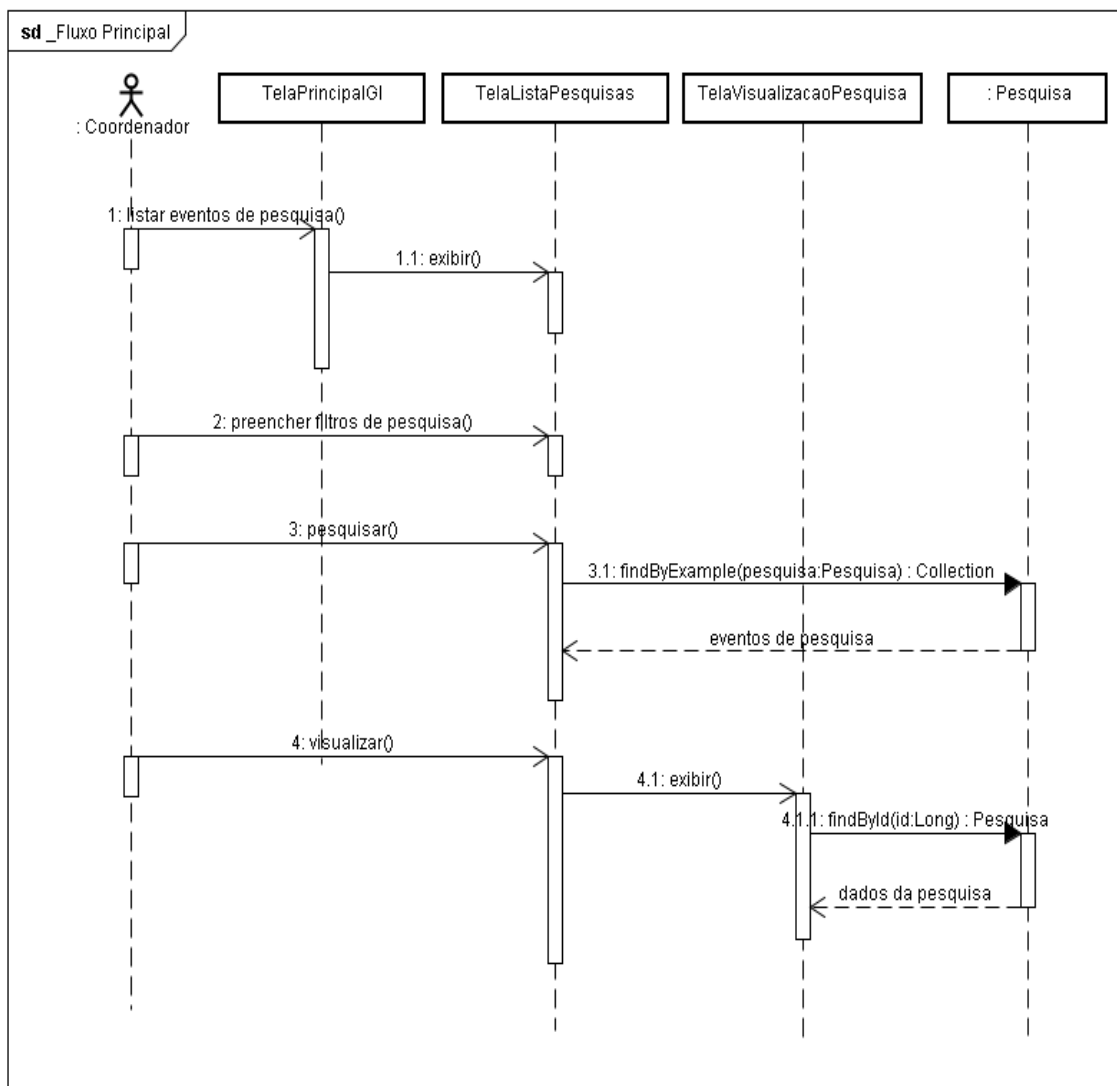 sd _Fluxo Principal
: Coordenador
TelaPrincipalGI
TelaListaPesquisas
TelaVisualizacaoPesquisa
: Pesquisa
1: listar eventos de pesquisa()
1.1: exibir()
2: preencher filtros de pesquisa()
3: pesquisar()
3.1: findByExample(pesquisa:Pesquisa) : Collection
eventos de pesquisa
4: visualizar()
4.1: exibir()
4.1.1: findById(id:Long) : Pesquisa
dados da pesquisa